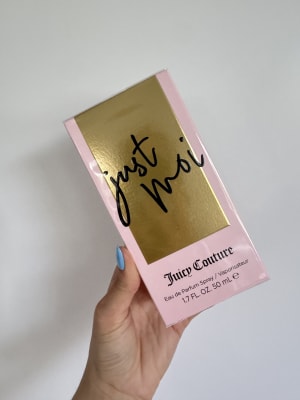 just
moi
Juicy Couture
Eau de Parfum Spray / Vaporisateur
1.7 FL. OZ. 50 mL ℮